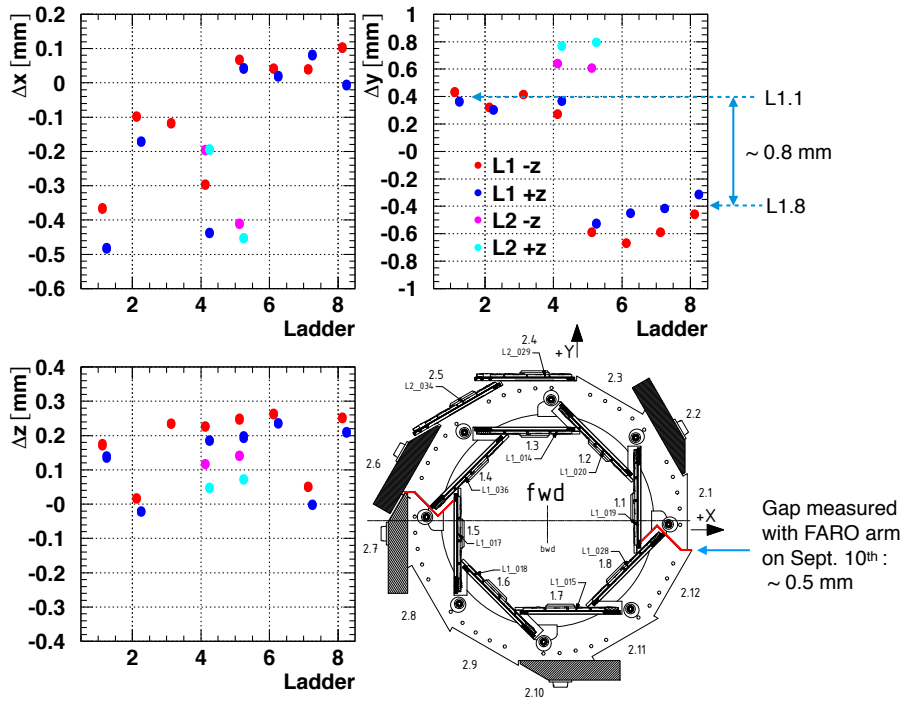 Δx [mm]
0.2
0.1
0
-0.1
-0.2
-0.3
-0.4
-0.5
-0.6
2
4
6
8
Ladder
Δy [mm]
1
0.8
0.6
0.4
0.2
-0
-0.2
-0.4
-0.6
-0.8
-1
L1 -z
L1 +z
L2 -z
L2 +z
2
4
6
8
Ladder
L1.1
~ 0.8 mm
L1.8
Δz [mm]
0.4
0.3
0.2
0.1
-0
-0.1
-0.2
-0.3
-0.4
2
4
6
8
Ladder
2.4
L2_029
+Y
2.5
L2_034
2.3
2.2
2.6
1.3
L1_014
1.2
L1_020
1.4
L1_036
fwd
1.1
L1_019
2.1
+X
1.5
L1_017
bwd
2.7
L1_028
1.8
L1_018
1.6
L1_015
1.7
2.8
2.12
2.9
2.11
2.10
Gap measured
with FARO arm
on Sept. 10th :
~ 0.5 mm